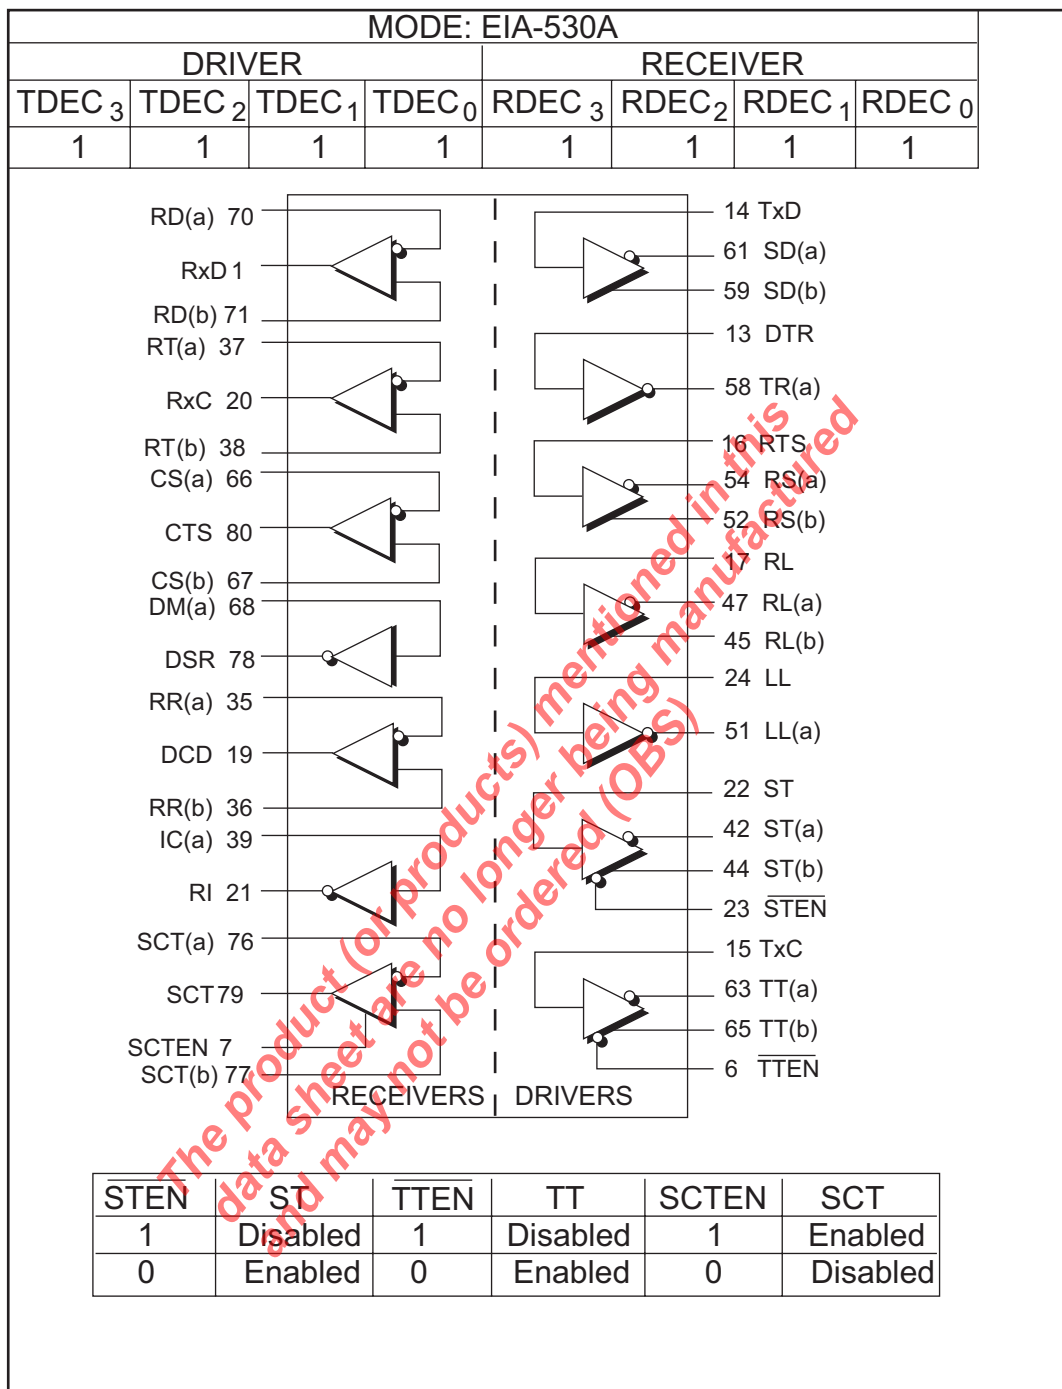 MODE: EIA-530A
DRIVER RECEIVER
TDEC3 TDEC2 TDEC1 TDEC0 RDEC3 RDEC2 RDEC1 RDEC0
1 1 1 1 1 1 1 1
RD(a) 70
RxD 1
RD(b) 71
RT(a) 37
RxC 20
RT(b) 38
CS(a) 66
CTS 80
CS(b) 67
DM(a) 68
DSR 78
RR(a) 35
DCD 19
RR(b) 36
IC(a) 39
RI 21
SCT(a) 76
SCT 79
SCTEN 7
SCT(b) 77
14 TxD
61 SD(a)
59 SD(b)
13 DTR
58 TR(a)
16 RTS
54 RS(a)
52 RS(b)
17 RL
47 RL(a)
45 RL(b)
24 LL
51 LL(a)
22 ST
42 ST(a)
44 ST(b)
23 STEN
15 TxC
63 TT(a)
65 TT(b)
6 TTEN
RECEIVERS DRIVERS
The product (or products) mentioned in this
data sheet are no longer being manufactured
and may not be ordered (OBS)
STEN ST TTEN TT SCTEN SCT
1 Disabled 1 Disabled 1 Enabled
0 Enabled 0 Enabled 0 Disabled